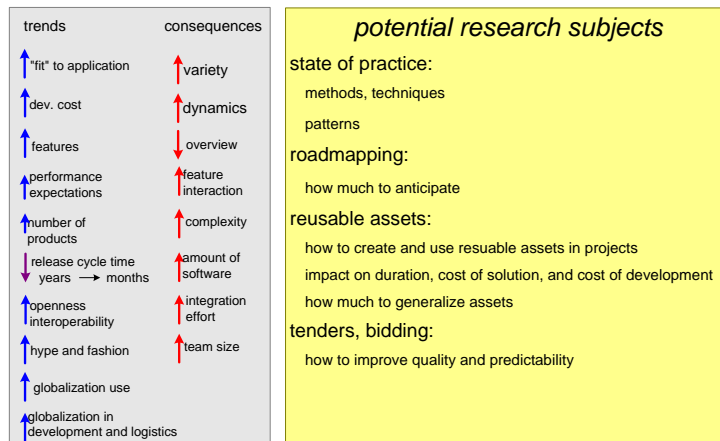 trends
"fit" to application
dev. cost
features
performance
expectations
number of
products
release cycle time
years → months
openness
interoperability
hype and fashion
globalization use
globalization in
development and logistics
consequences
variety
dynamics
overview
feature
interaction
complexity
amount of
software
integration
effort
team size
potential research subjects
state of practice:
methods, techniques
patterns
roadmapping:
how much to anticipate
reusable assets:
how to create and use resuable assets in projects
impact on duration, cost of solution, and cost of development
how much to generalize assets
tenders, bidding:
how to improve quality and predictability